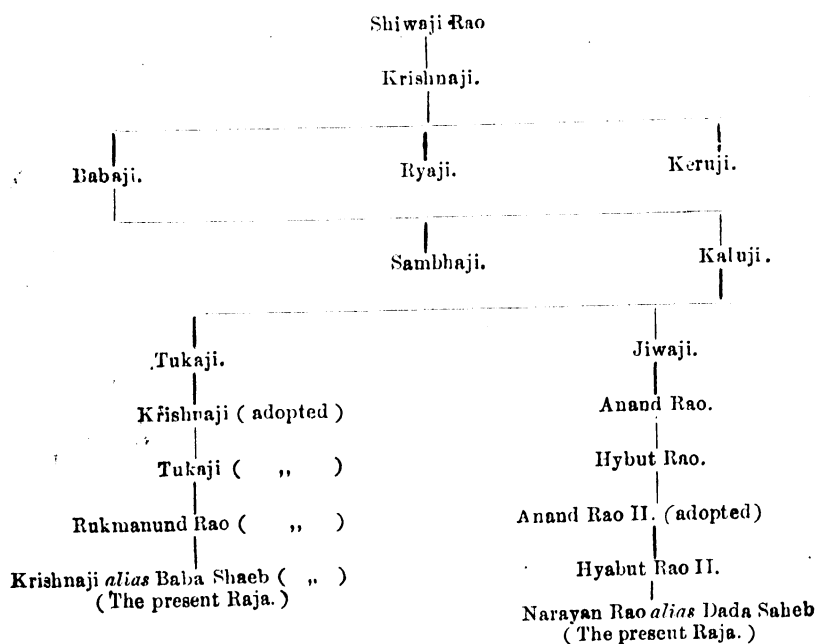 Shiwaji Rao
Krishnaji.
Babaji. Ryaji. Keruji.
Sambhaji. Kaluji.
Tukaji. Jiwaji.
Krishnaji ( adopted ) Anand Rao.
Tukaji ( ,, ) Hybut Rao.
Rukmanund Rao ( ,, ) Anand Rao II. (adopted)
Krishnaji alias Baba Shaeb ( ,, ) Hyabut Rao II.
( The present Raja. ) Narayan Rao alias Dada Saheb
( The present Raja. )